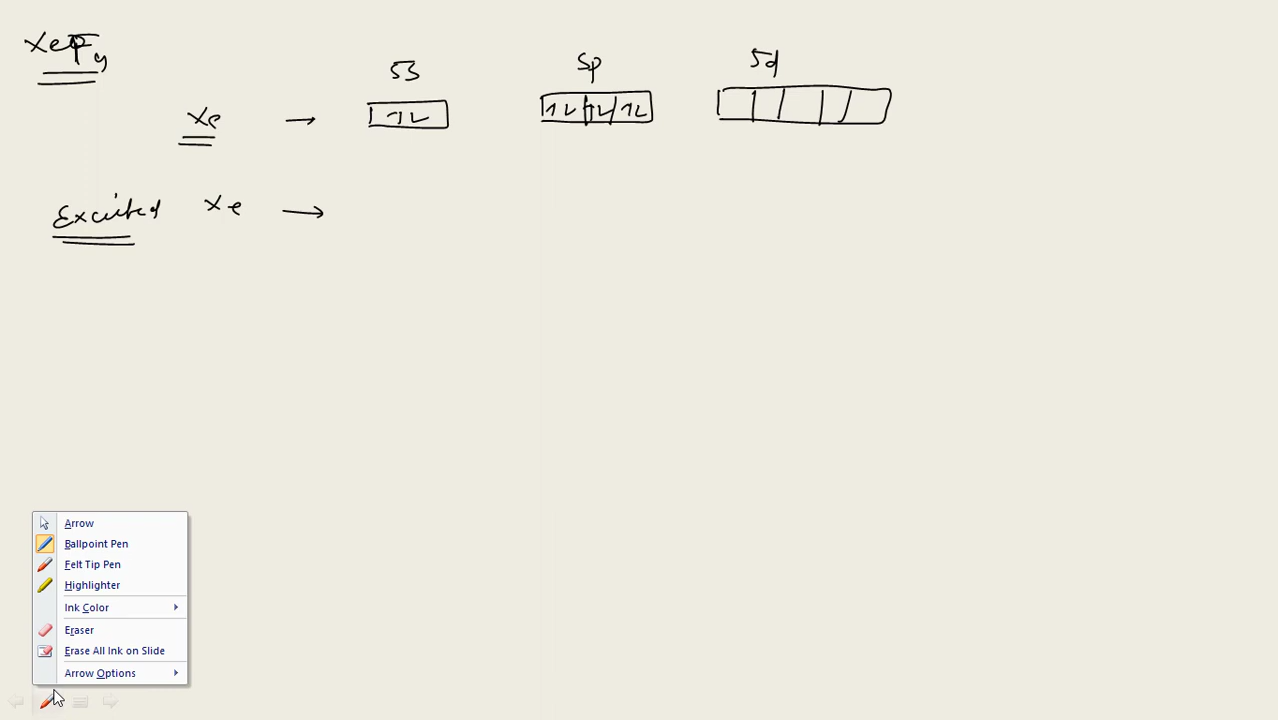 XeOF4
5s 5p 5d
Xe →
Excited Xe →
Arrow
Ballpoint Pen
Felt Tip Pen
Highlighter
Ink Color
Eraser
Erase All Ink on Slide
Arrow Options